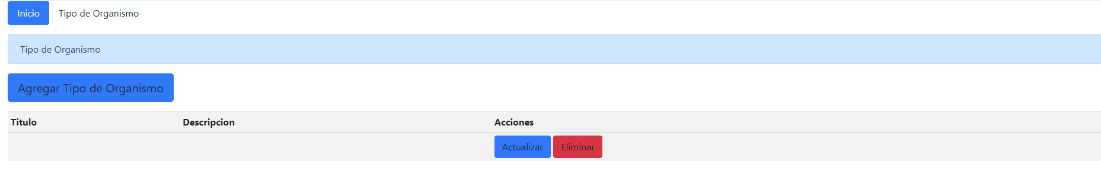 Inicio Tipo de Organismo
Tipo de Organismo
Agregar Tipo de Organismo
Titulo Descripcion Acciones
Actualizar Eliminar